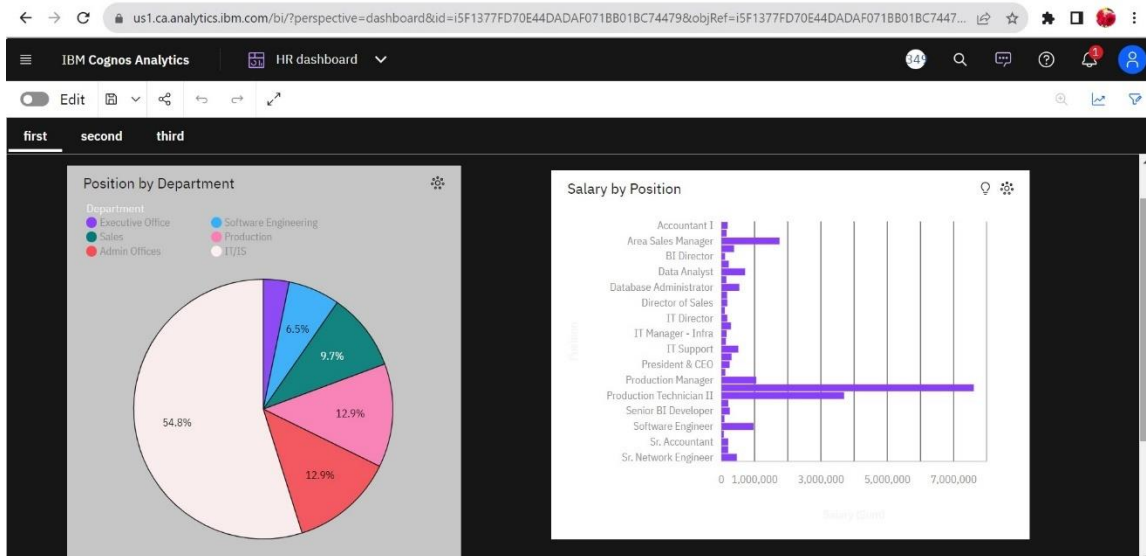 us1.ca.analytics.ibm.com/bi/?perspective=dashboard&id=i5F1377FD70E44DADAF071BB01BC74479&objRef=i5F1377FD70E44DADAF071BB01BC7447...
IBM Cognos Analytics
HR dashboard
349
1
Edit
first second third
Position by Department
Department
Executive Office Software Engineering
Sales Production
Admin Offices IT/IS
6.5%
9.7%
12.9%
12.9%
54.8%
Salary by Position
Accountant I
Area Sales Manager
BI Director
Data Analyst
Database Administrator
Director of Sales
IT Director
IT Manager - Infra
IT Support
President & CEO
Production Manager
Production Technician II
Senior BI Developer
Software Engineer
Sr. Accountant
Sr. Network Engineer
0 1,000,000 3,000,000 5,000,000 7,000,000
Position
Salary (Sum)